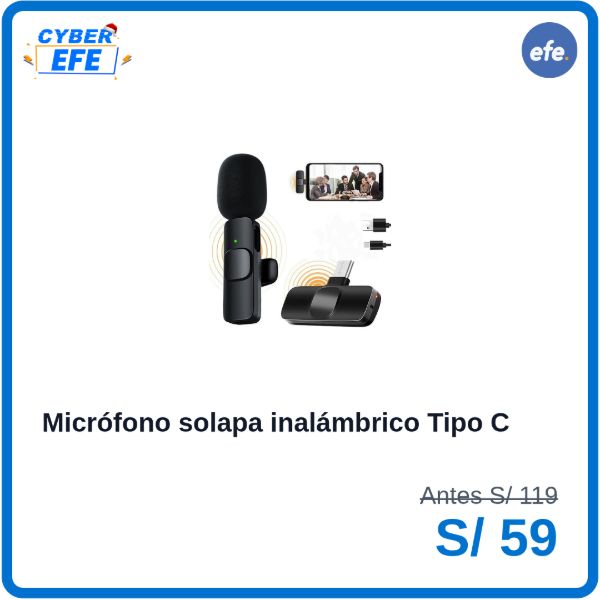 CYBER
EFE
efe.
Micrófono solapa inalámbrico Tipo C
Antes S/ 119
S/ 59